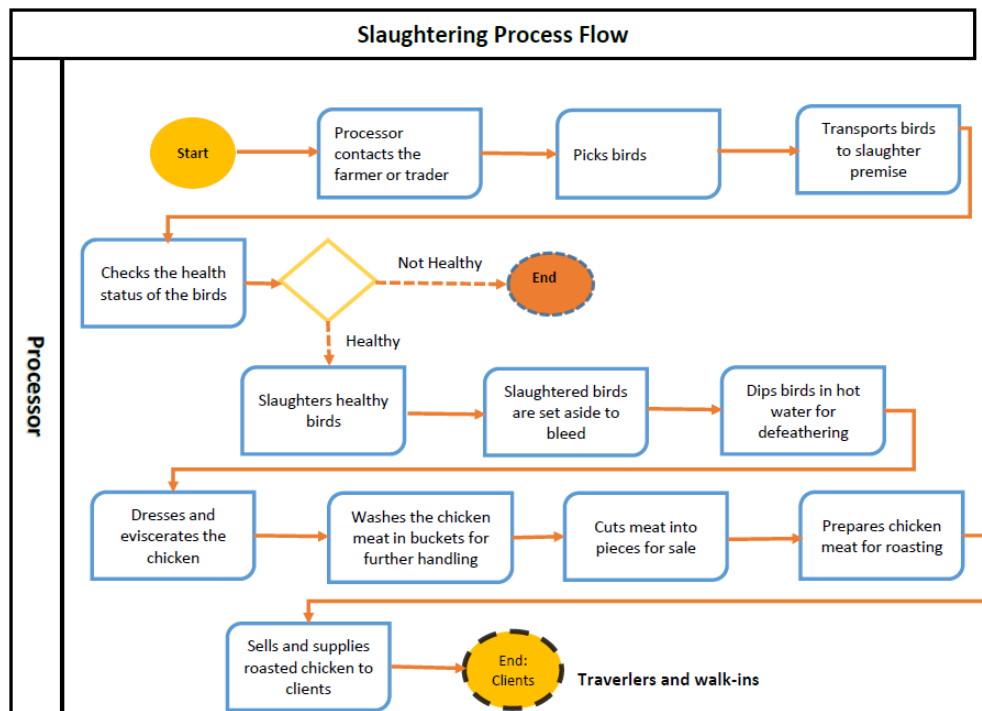 Slaughtering Process Flow
Processor
Start
Processor
contacts the
farmer or trader
Picks birds
Transports birds
to slaughter
premise
Checks the health
status of the birds
Not Healthy
End
Healthy
Slaughters healthy
birds
Slaughtered birds
are set aside to
bleed
Dips birds in hot
water for
defeathering
Dresses and
eviscerates the
chicken
Washes the chicken
meat in buckets for
further handling
Cuts meat into
pieces for sale
Prepares chicken
meat for roasting
Sells and supplies
roasted chicken to
clients
End:
Clients
Traverlers and walk-ins